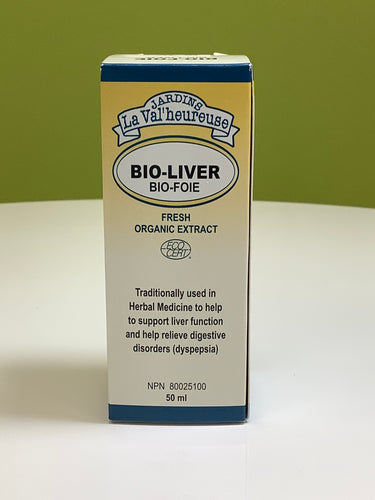 JARDINS
La Val'heureuse
BIO-LIVER
BIO-FOIE
FRESH
ORGANIC EXTRACT
ECO
CERT
Traditionally used in
Herbal Medicine to help
to support liver function
and help relieve digestive
disorders (dyspepsia)
NPN 80025100
50 ml